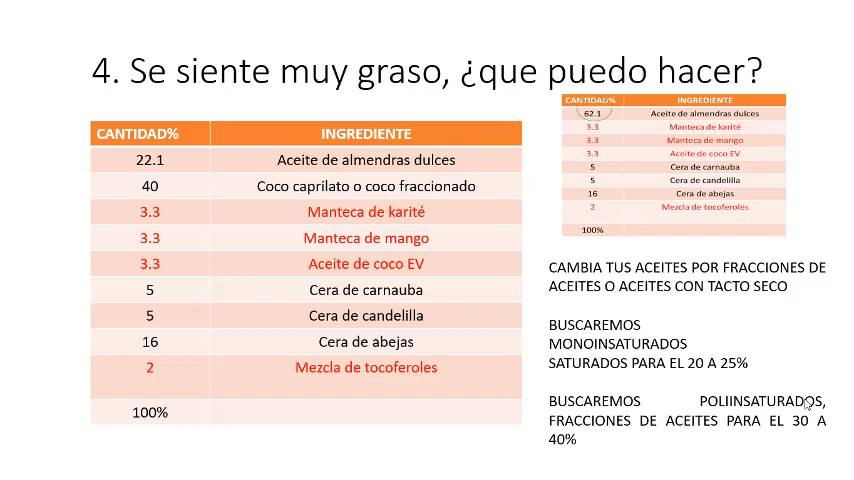 4. Se siente muy graso, ¿que puedo hacer?
CANTIDAD% INGREDIENTE
22.1 Aceite de almendras dulces
40 Coco caprilato o coco fraccionado
3.3 Manteca de karité
3.3 Manteca de mango
3.3 Aceite de coco EV
5 Cera de carnauba
5 Cera de candelilla
16 Cera de abejas
2 Mezcla de tocoferoles
100%
CANTIDAD% INGREDIENTE
62.1 Aceite de almendras dulces
3.3 Manteca de karité
3.3 Manteca de mango
3.3 Aceite de coco EV
5 Cera de carnauba
5 Cera de candelilla
16 Cera de abejas
2 Mezcla de tocoferoles
100%
CAMBIA TUS ACEITES POR FRACCIONES DE
ACEITES O ACEITES CON TACTO SECO
BUSCAREMOS
MONOINSATURADOS
SATURADOS PARA EL 20 A 25%
BUSCAREMOS POLIINSATURADOS,
FRACCIONES DE ACEITES PARA EL 30 A
40%